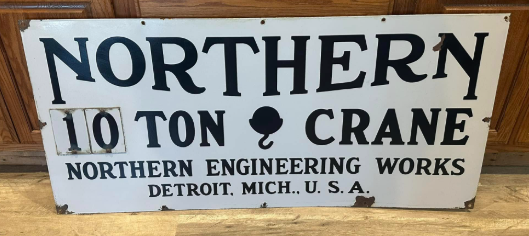 NORTHERN
10 TON CRANE
NORTHERN ENGINEERING WORKS
DETROIT, MICH., U. S. A.